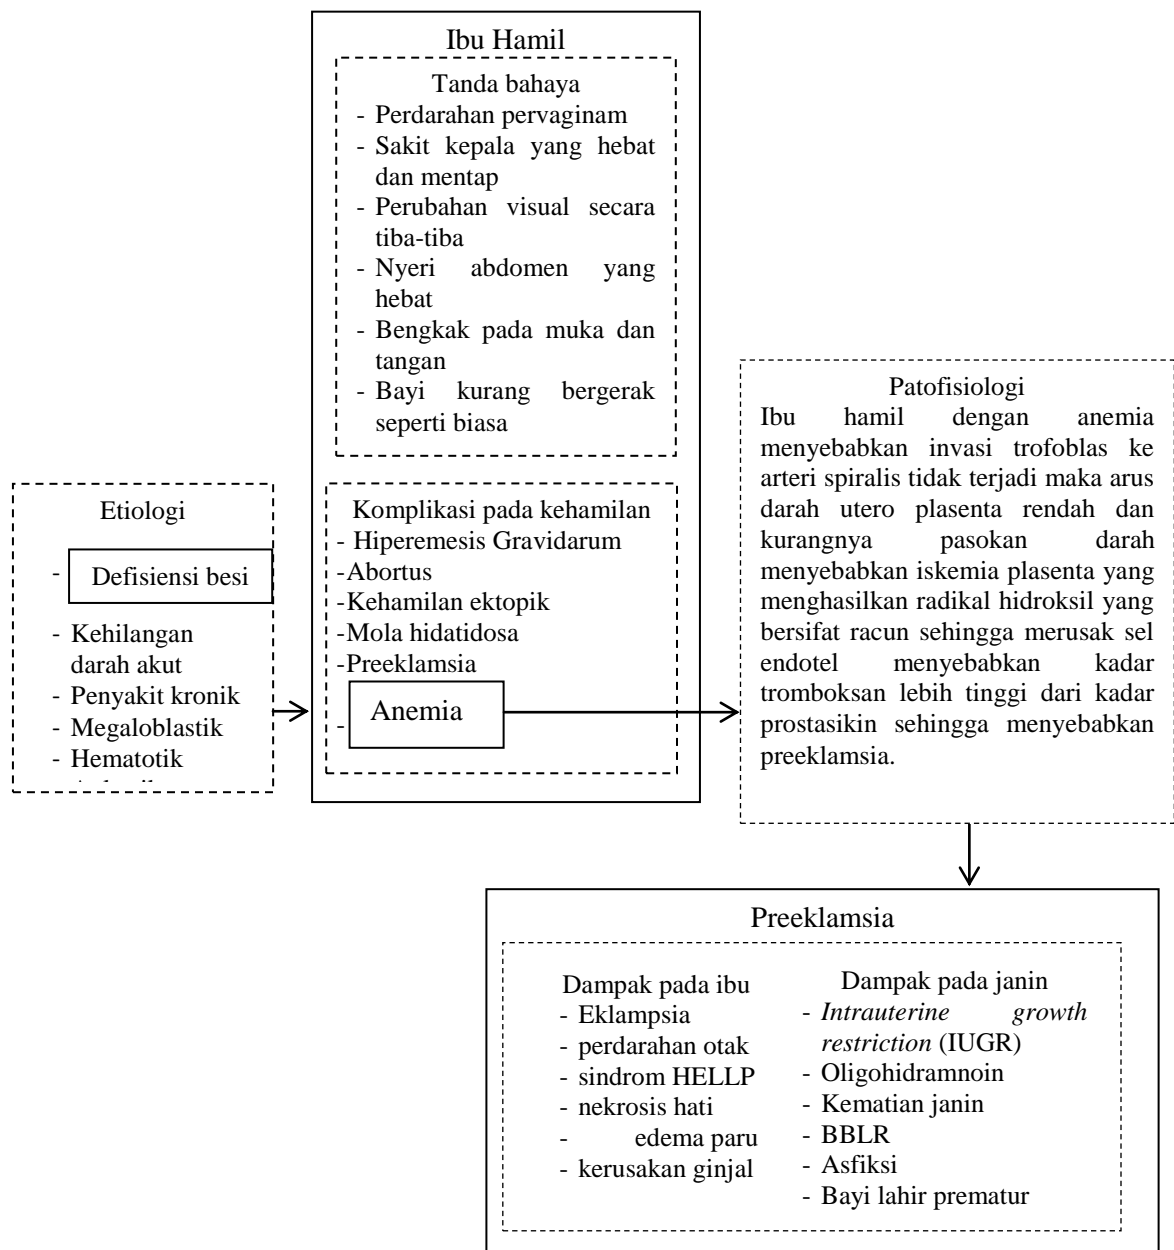 Ibu Hamil
Tanda bahaya
- Perdarahan pervaginam
- Sakit kepala yang hebat
dan mentap
- Perubahan visual secara
tiba-tiba
- Nyeri abdomen yang
hebat
- Bengkak pada muka dan
tangan
- Bayi kurang bergerak
seperti biasa
Etiologi
- Defisiensi besi
- Kehilangan
darah akut
- Penyakit kronik
- Megaloblastik
- Hematotik
Komplikasi pada kehamilan
- Hiperemesis Gravidarum
-Abortus
-Kehamilan ektopik
-Mola hidatidosa
-Preeklamsia
- Anemia
Patofisiologi
Ibu hamil dengan anemia
menyebabkan invasi trofoblas ke
arteri spiralis tidak terjadi maka arus
darah utero plasenta rendah dan
kurangnya pasokan darah
menyebabkan iskemia plasenta yang
menghasilkan radikal hidroksil yang
bersifat racun sehingga merusak sel
endotel menyebabkan kadar
tromboksan lebih tinggi dari kadar
prostasikin sehingga menyebabkan
preeklamsia.
Preeklamsia
Dampak pada ibu
- Eklampsia
- perdarahan otak
- sindrom HELLP
- nekrosis hati
- edema paru
- kerusakan ginjal
Dampak pada janin
- Intrauterine growth
restriction (IUGR)
- Oligohidramnoin
- Kematian janin
- BBLR
- Asfiksi
- Bayi lahir prematur